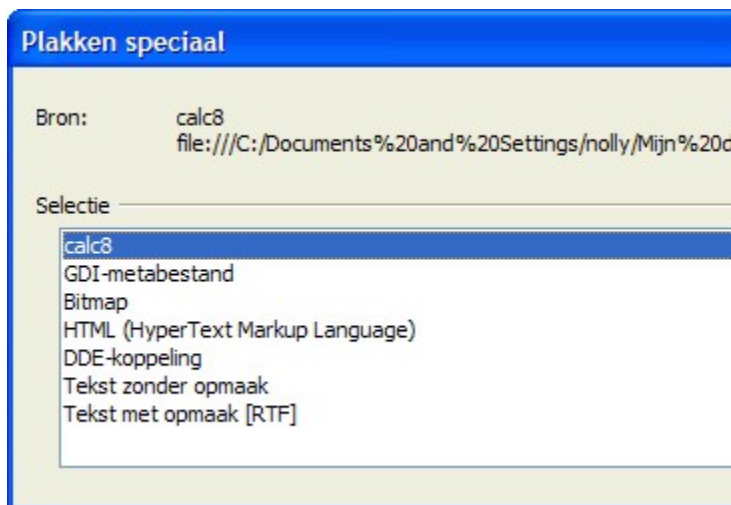 Plakken speciaal
Bron: calc8
file:///C:/Documents%20and%20Settings/nolly/Mijn%20d
Selectie
calc8
GDI-metabestand
Bitmap
HTML (HyperText Markup Language)
DDE-koppeling
Tekst zonder opmaak
Tekst met opmaak [RTF]